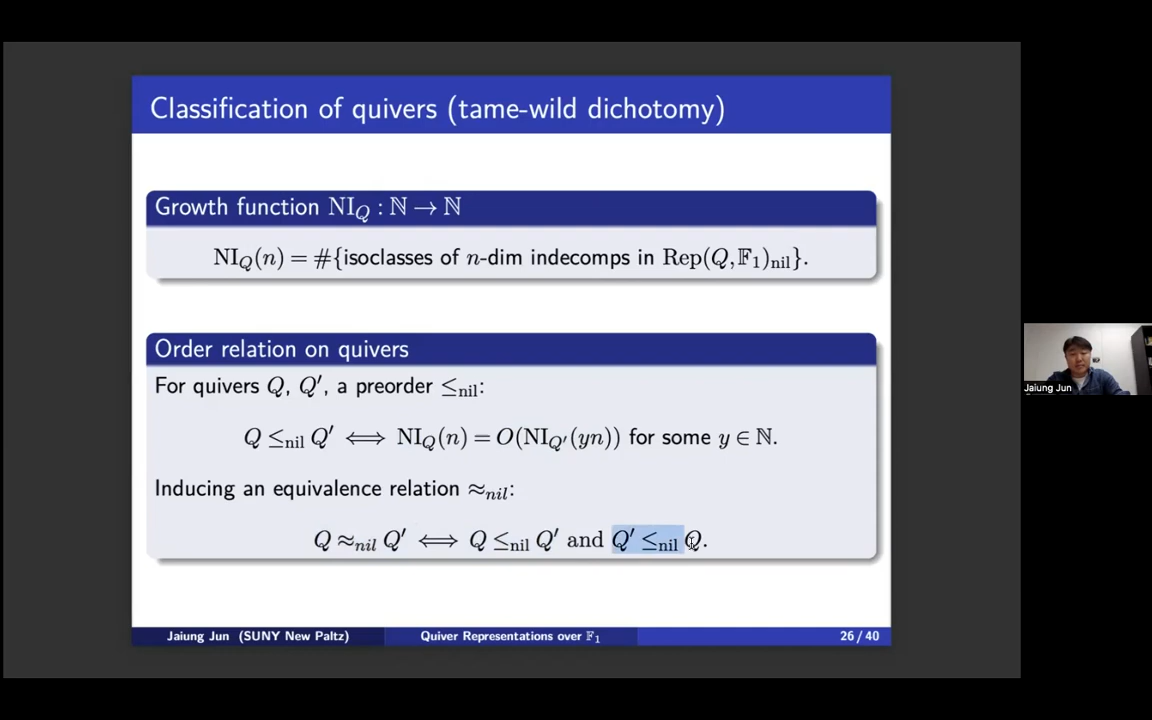 Classification of quivers (tame-wild dichotomy)
Growth function NI_Q : ℕ → ℕ
NI_Q(n) = #{isoclasses of n-dim indecomps in Rep(Q, 𝔽₁)_nil}.
Order relation on quivers
For quivers Q, Q′, a preorder ≤_nil:
Q ≤_nil Q′ ⟺ NI_Q(n) = O(NI_Q′(yn)) for some y ∈ ℕ.
Inducing an equivalence relation ≈_nil:
Q ≈_nil Q′ ⟺ Q ≤_nil Q′ and Q′ ≤_nil Q.
Jaiung Jun (SUNY New Paltz)
Quiver Representations over 𝔽₁
26 / 40
Jaiung Jun